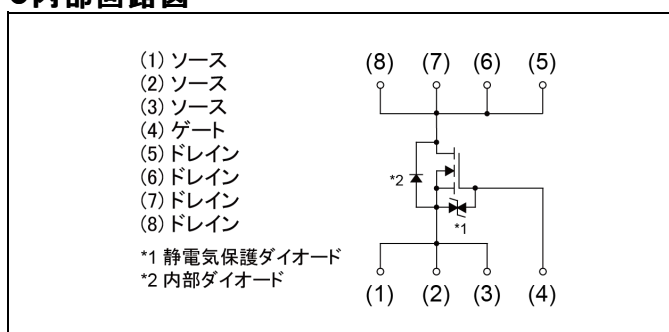 ●内部回路図
(1) ソース
(2) ソース
(3) ソース
(4) ゲート
(5) ドレイン
(6) ドレイン
(7) ドレイン
(8) ドレイン
*1 静電気保護ダイオード
*2 内部ダイオード
(8) (7) (6) (5)
*2
*1
(1) (2) (3) (4)